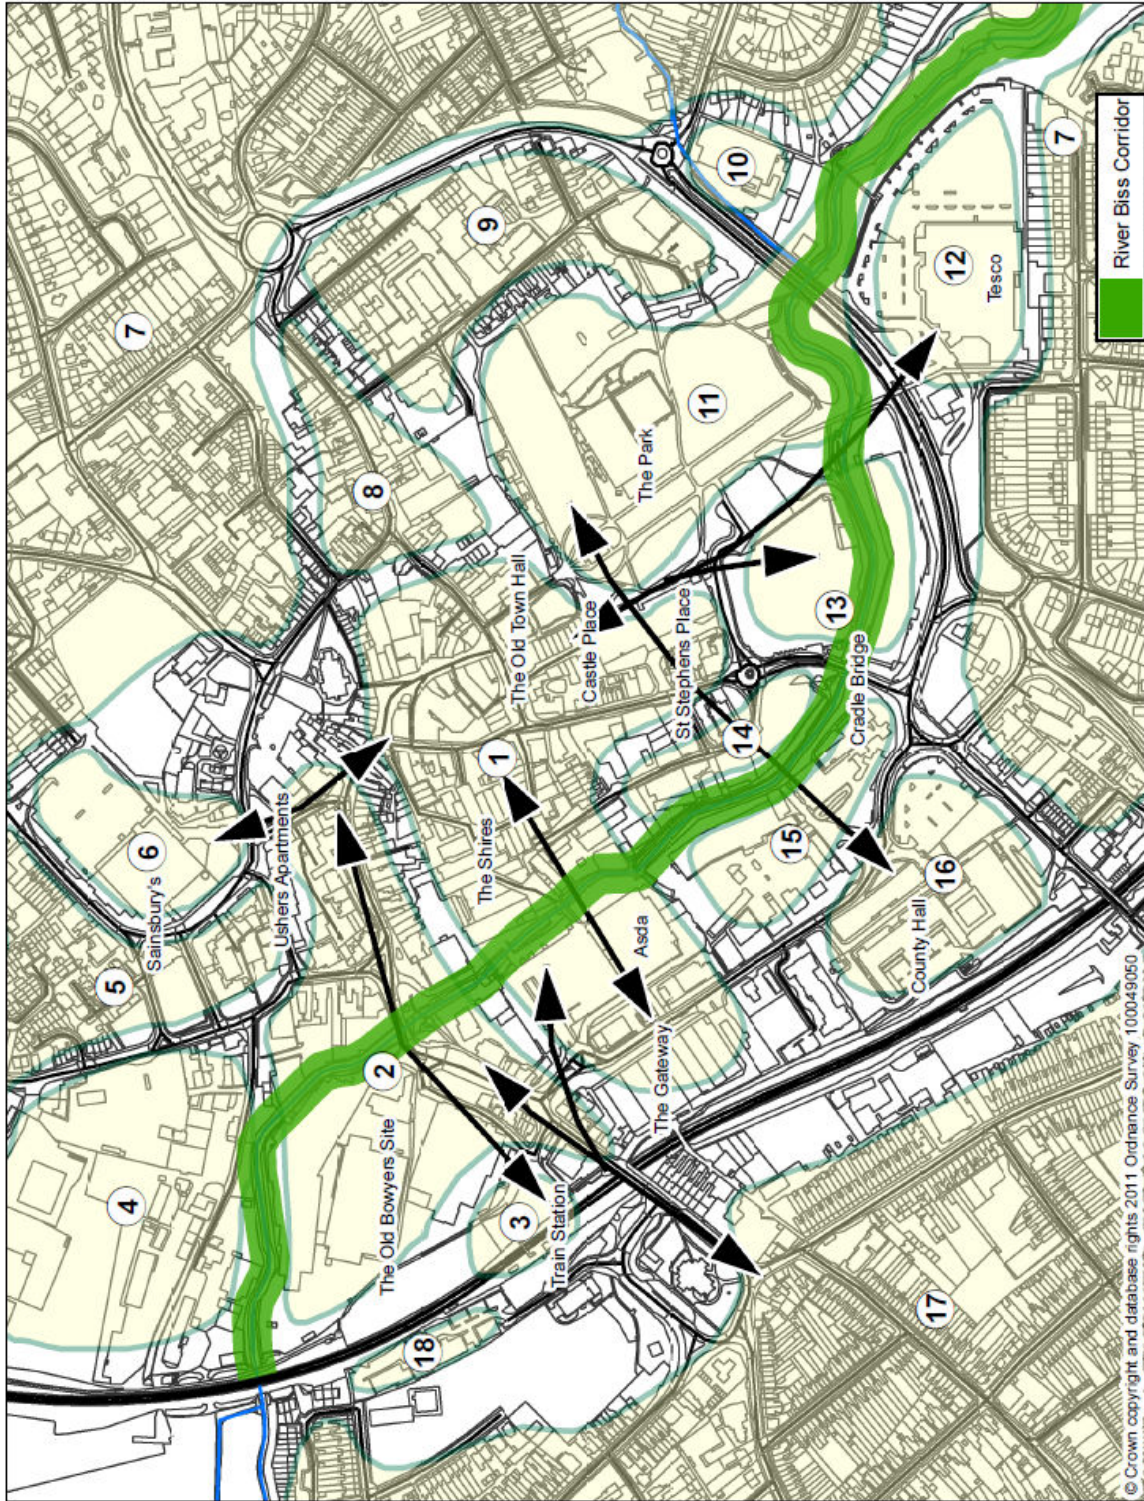 4
5
7
6
Sainsbury's
Ushers Apartments
2
8
The Old Bowyers Site
18
The Shires
9
1
3
The Old Town Hall
Train Station
Castle Place
Asda
The Park
The Gateway
St Stephens Place
11
14
10
15
13
Cradle Bridge
County Hall
17
16
12
Tesco
7
© Crown copyright and database rights 2011 Ordnance Survey 100049050
River Biss Corridor